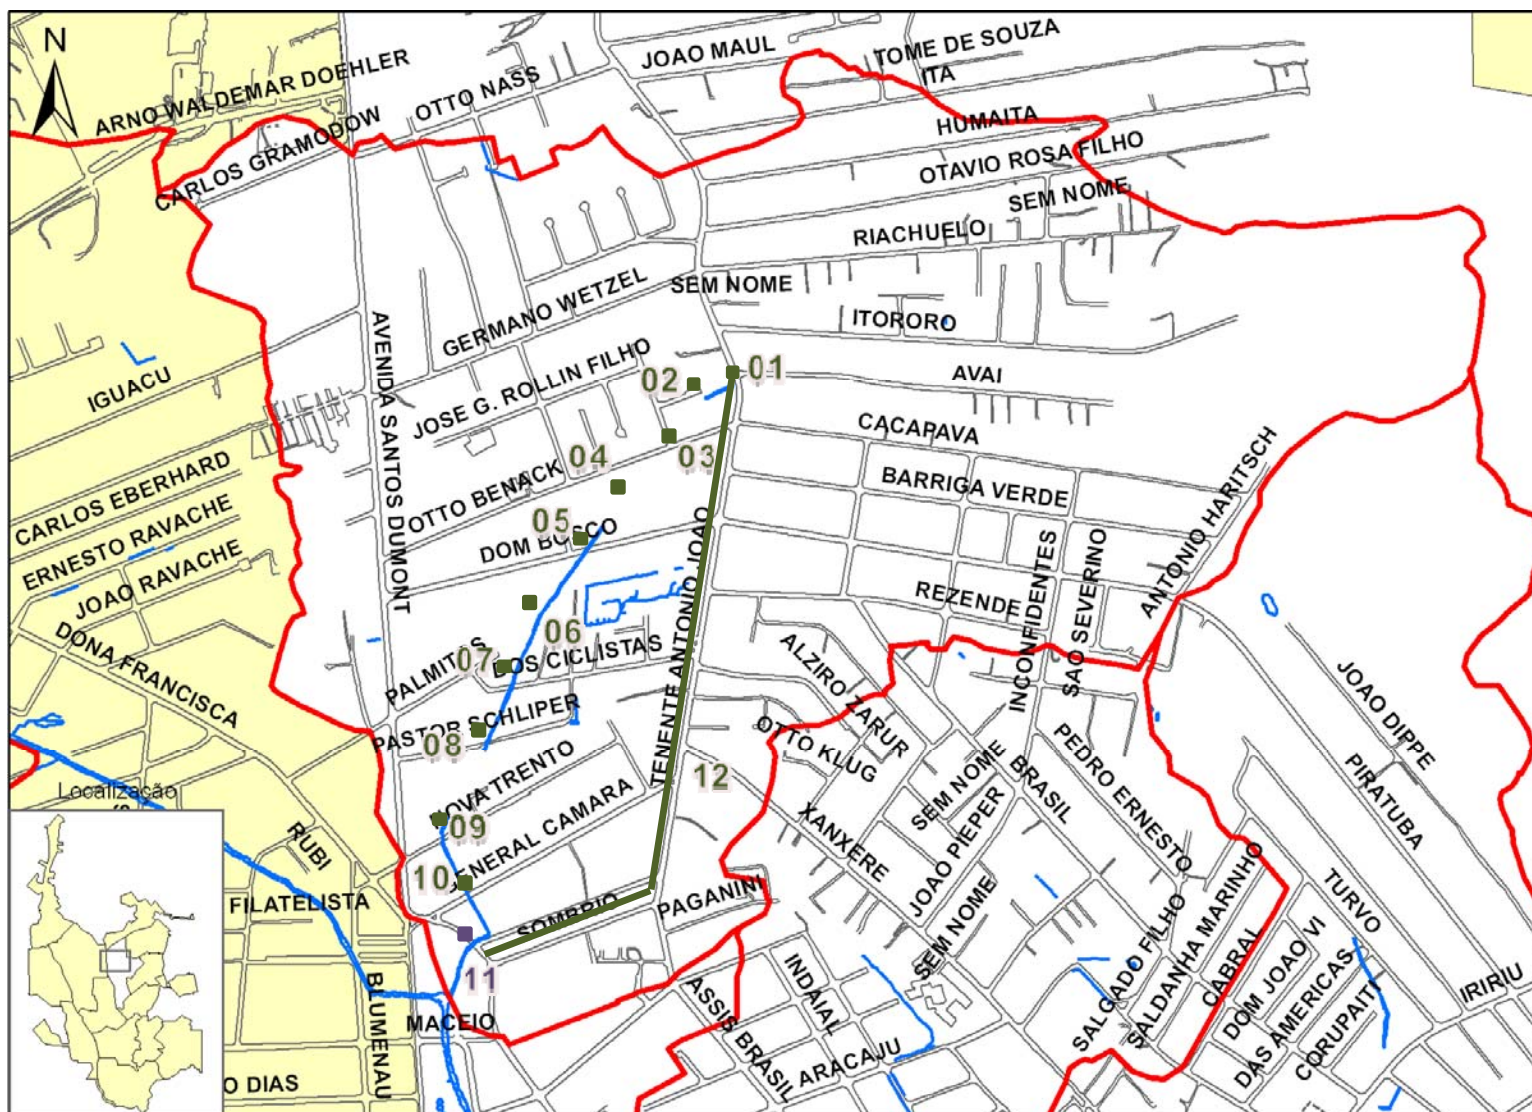 N
JOAO MAUL
TOME DE SOUZA
ITA
ARNO WALDEMAR DOEHLER
OTTO NASS
CARLOS GRAMODOW
HUMAITA
OTAVIO ROSA FILHO
SEM NOME
RIACHUELO
SEM NOME
GERMANO WETZEL
ITORORO
AVENIDA SANTOS DUMONT
IGUACU
JOSE G. ROLLIN FILHO
02
01
AVAI
CACAPAVA
03
04
CARLOS EBERHARD
OTTO BENACK
BARRIGA VERDE
ANTONIO HARITSCH
ERNESTO RAVACHE
05
DOM BOSCO
JOAO RAVACHE
TENENTE ANTONIO JOAO
INCONFIDENTES
SAO SEVERINO
REZENDE
DONA FRANCISCA
06
07
PALMITOS
DOS CICLISTAS
ALZIRO ZARUR
JOAO DIPPE
PASTOR SCHLIPER
08
OTTO KLUG
PEDRO ERNESTO
PIRATUBA
NOVA TRENTO
12
SEM NOME
BRASIL
Localização
09
GENERAL CAMARA
XANXERE
JOAO PIEPER
RUBI
10
FILATELISTA
SOMBRIO
PAGANINI
SEM NOME
SALGADO FILHO
SALDANHA MARINHO
CABRAL
TURVO
11
BLUMENAU
MACEIO
ASSIS BRASIL
INDAIAL
ARACAJU
DOM JOAO VI
DAS AMERICAS
CORUPAITI
IRIRIU
O DIAS